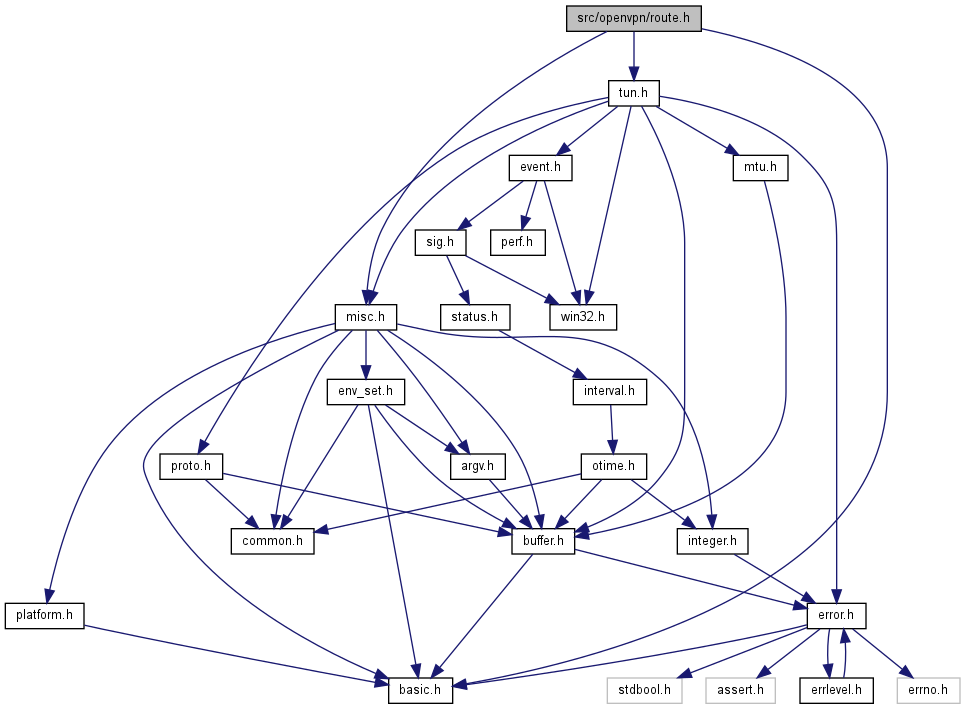 src/openvpn/route.h
tun.h
event.h
mtu.h
sig.h
perf.h
misc.h
status.h
win32.h
env_set.h
interval.h
proto.h
argv.h
otime.h
common.h
buffer.h
integer.h
platform.h
error.h
basic.h
stdbool.h
assert.h
errlevel.h
errno.h